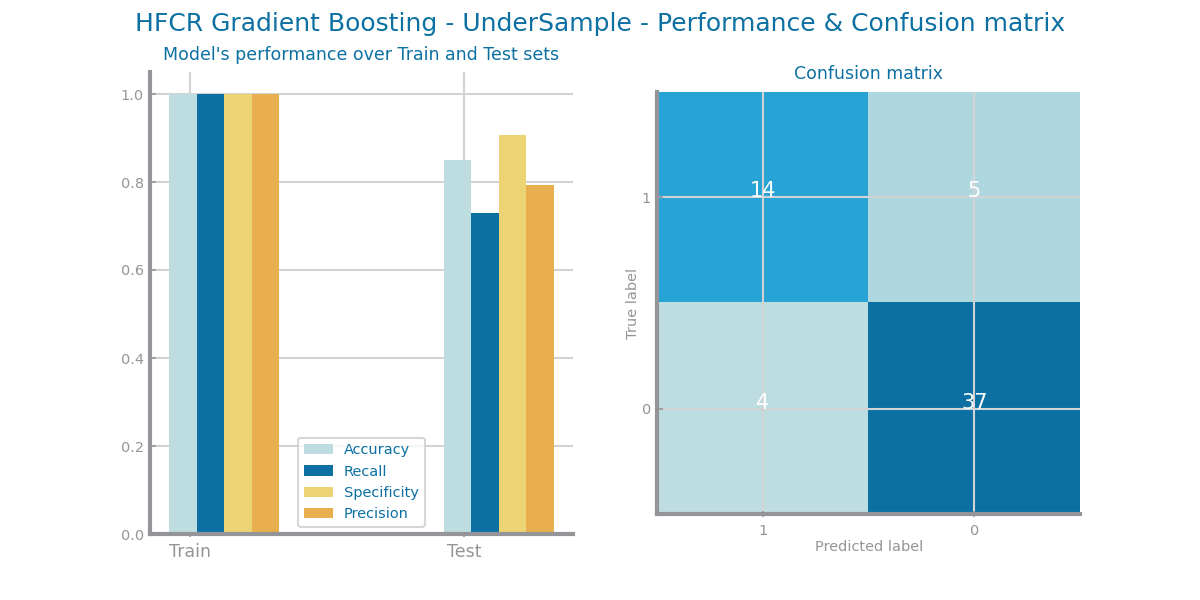 HFCR Gradient Boosting - UnderSample - Performance & Confusion matrix
Model's performance over Train and Test sets
1.0
0.8
0.6
0.4
0.2
0.0
Train
Test
Accuracy
Recall
Specificity
Precision
Confusion matrix
True label
1
0
14
5
4
37
1
0
Predicted label